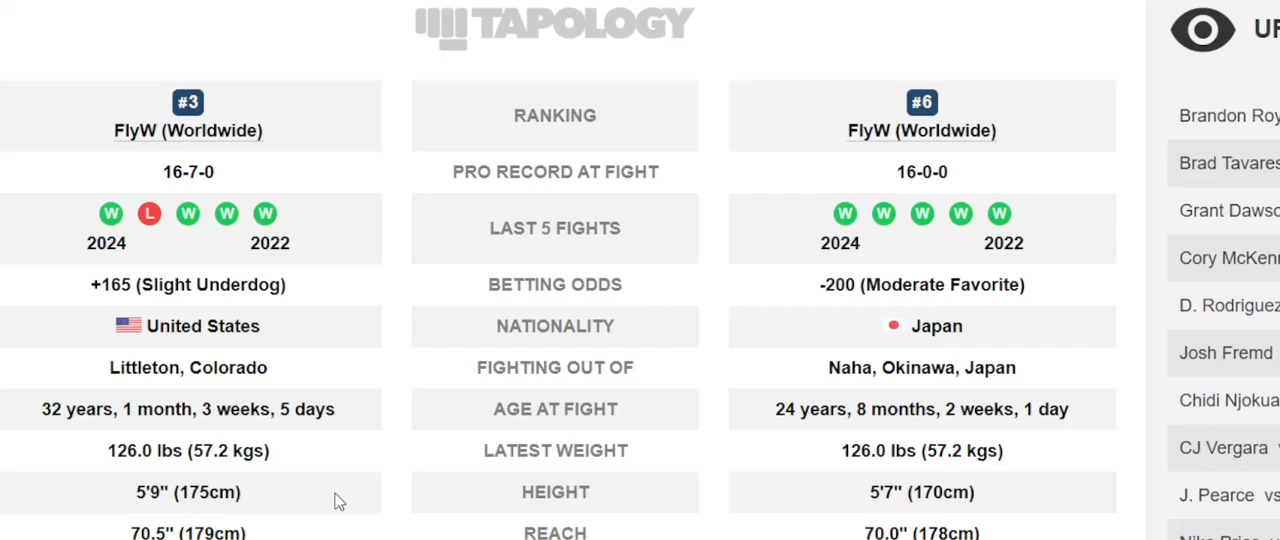 TAPOLOGY
UF
#3
FlyW (Worldwide)
RANKING
#6
FlyW (Worldwide)
16-7-0
PRO RECORD AT FIGHT
16-0-0
W L W W W
2024 2022
LAST 5 FIGHTS
W W W W W
2024 2022
+165 (Slight Underdog)
BETTING ODDS
-200 (Moderate Favorite)
United States
NATIONALITY
Japan
Littleton, Colorado
FIGHTING OUT OF
Naha, Okinawa, Japan
32 years, 1 month, 3 weeks, 5 days
AGE AT FIGHT
24 years, 8 months, 2 weeks, 1 day
126.0 lbs (57.2 kgs)
LATEST WEIGHT
126.0 lbs (57.2 kgs)
5'9" (175cm)
HEIGHT
5'7" (170cm)
70.5" (179cm)
REACH
70.0" (178cm)
Brandon Roy
Brad Tavares
Grant Dawso
Cory McKen
D. Rodriguez
Josh Fremd
Chidi Njokua
CJ Vergara v
J. Pearce vs